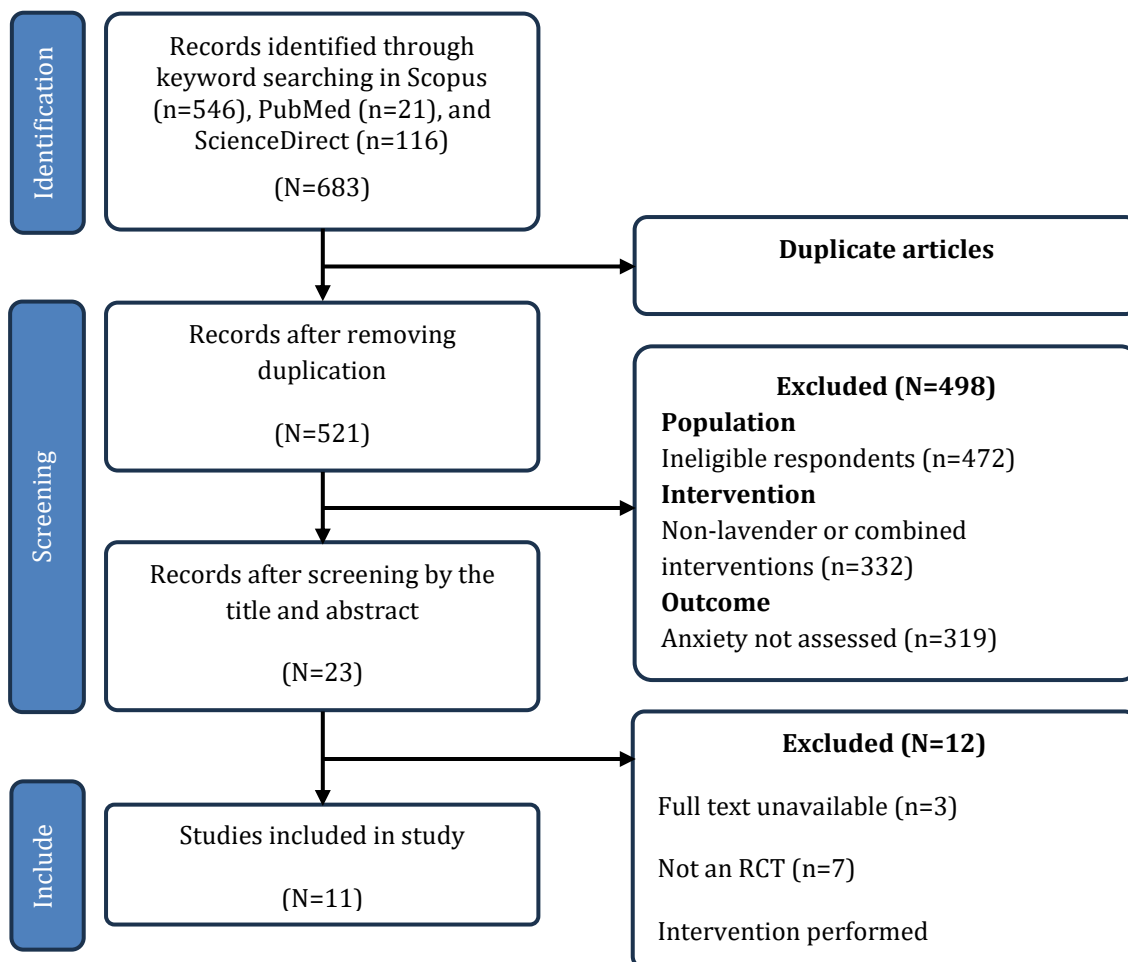 Identification
Records identified through
keyword searching in Scopus
(n=546), PubMed (n=21), and
ScienceDirect (n=116)
(N=683)
Duplicate articles
Screening
Records after removing
duplication
(N=521)
Excluded (N=498)
Population
Ineligible respondents (n=472)
Intervention
Non-lavender or combined
interventions (n=332)
Outcome
Anxiety not assessed (n=319)
Records after screening by the
title and abstract
(N=23)
Excluded (N=12)
Full text unavailable (n=3)
Not an RCT (n=7)
Intervention performed
Include
Studies included in study
(N=11)